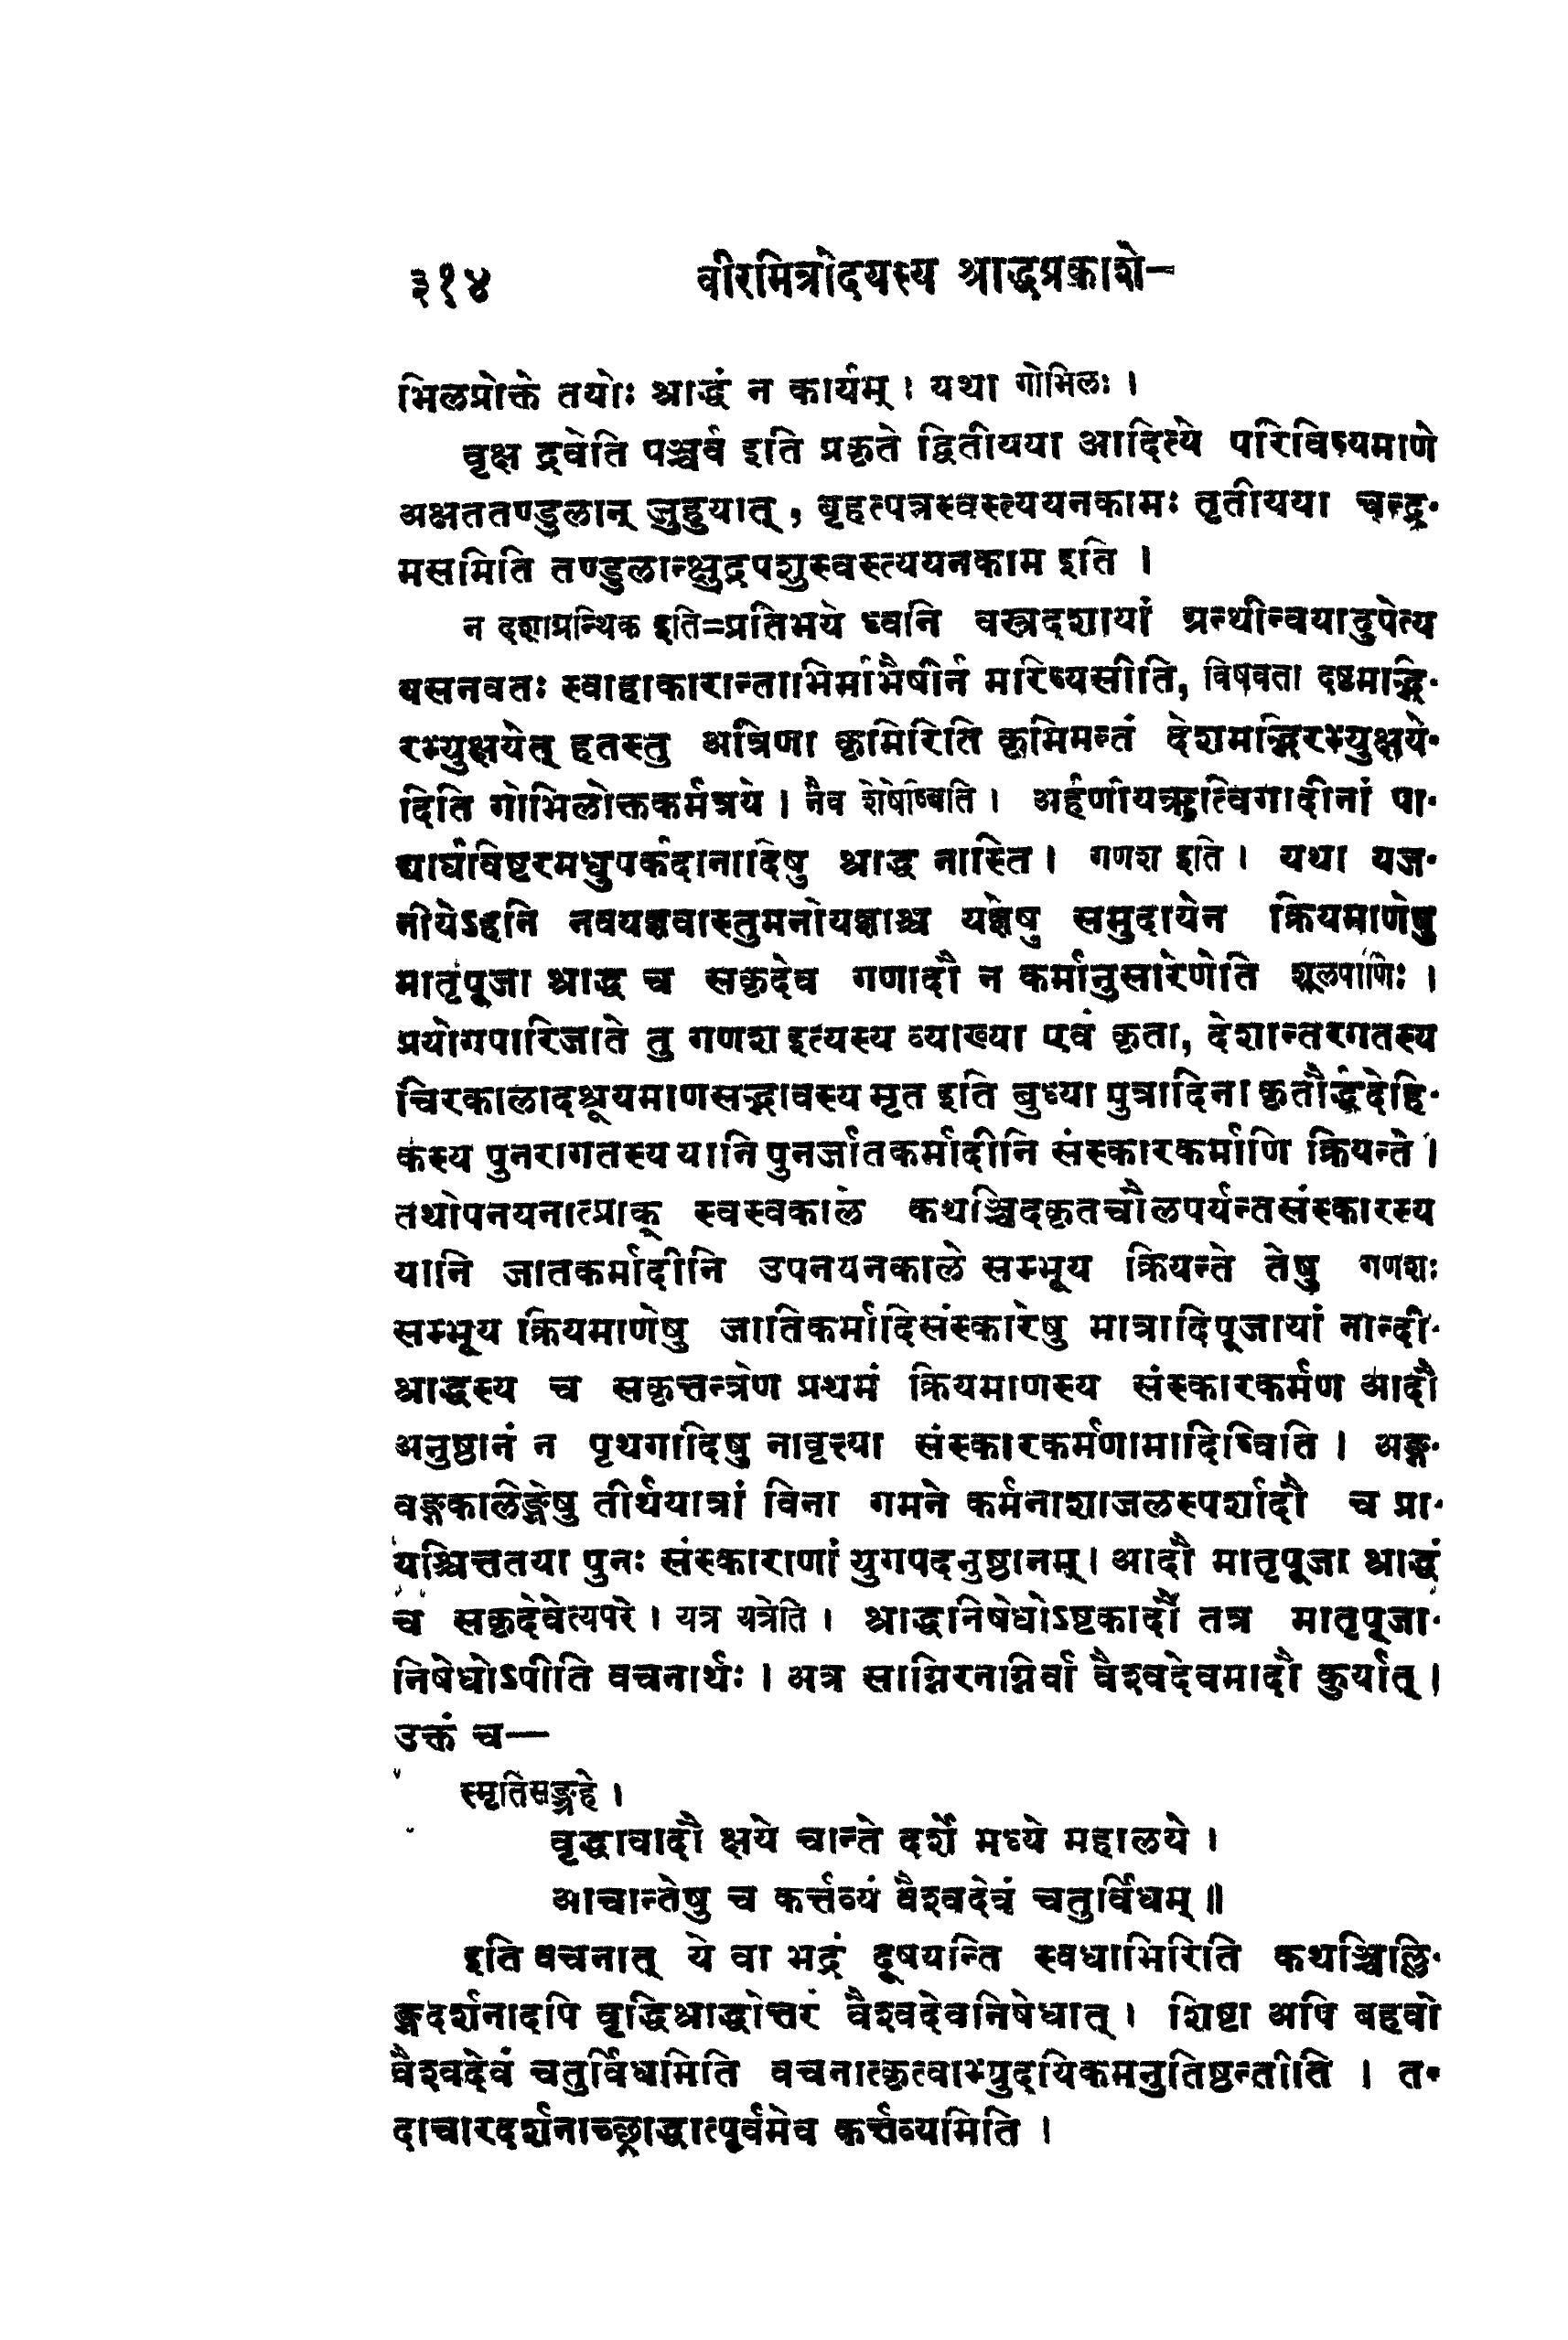 ३१४ वीरमित्रोदयस्य श्राद्धप्रकाशे-
भिलप्रोक्ते तयोः श्राद्धं न कार्यम् । यथा गोभिलः ।
वृक्ष द्रवेति पञ्चर्च इति प्रकृते द्वितीयया आदित्ये परिविष्यमाणे
अक्षततण्डुलान् जुहुयात् , बृहत्पत्रस्वस्त्ययनकामः तृतीयया चन्द्र-
मसमिति तण्डुलान्क्षुद्रपशुस्वस्त्ययनकाम इति ।
न दशाग्रन्थिक इति=प्रतिभये ध्वनि वस्त्रदशायां ग्रन्थीन्वयादुपेत्य
वसनवतः स्वाहाकारान्ताभिर्माभैषीर्न मरिष्यसीति, विषवता दष्टमद्भि-
रभ्युक्षयेत् हतस्तु अत्रिणा कृमिरिति कृमिमन्तं देशमद्भिरभ्युक्षये-
दिति गोभिलोक्तकर्मत्रये । नैव शेषेष्विति । अर्हणीयऋत्विगादीनां पा-
द्यार्घविष्टरमधुपर्कदानादिषु श्राद्ध नास्ति । गणश इति । यथा यज-
नीयेऽहनि नवयज्ञवास्तुमनोयज्ञाश्च यज्ञेषु समुदायेन क्रियमाणेषु
मातृपूजा श्राद्ध च सकृदेव गणादौ न कर्मानुसारेणेति शूलपाणिः ।
प्रयोगपारिजाते तु गणश इत्यस्य व्याख्या एवं कृता, देशान्तरगतस्य
चिरकालादश्रूयमाणसद्भावस्य मृत इति बुध्या पुत्रादिना कृतौर्द्धदेहि-
कस्य पुनरागतस्य यानि पुनर्जातकर्मादीनि संस्कारकर्माणि क्रियन्ते ।
तथोपनयनात्प्राक् स्वस्वकाले कथञ्चिदकृतचौलपर्यन्तसंस्कारस्य
यानि जातकर्मादीनि उपनयनकाले सम्भूय क्रियन्ते तेषु गणशः
सम्भूय क्रियमाणेषु जातिकर्मादिसंस्कारेषु मात्रादिपूजायां नान्दी-
श्राद्धस्य च सकृत्तन्त्रेण प्रथमं क्रियमाणस्य संस्कारकर्मण आदौ
अनुष्ठानं न पृथगादिषु नावृत्त्या संस्कारकर्मणामादिष्विति । अङ्ग-
वङ्गकलिङ्गेषु तीर्थयात्रां विना गमने कर्मनाशाजलस्पर्शादौ च प्रा-
यश्चित्ततया पुनः संस्काराणां युगपदनुष्ठानम् । आदौ मातृपूजा श्राद्धं
च सकृदेवेत्यपरे । यत्र यत्रेति । श्राद्धनिषेधोऽष्टकादौ तत्र मातृपूजा-
निषेधोऽपीति वचनार्थः । अत्र साग्निरनग्निर्वा वैश्वदेवमादौ कुर्यात् ।
उक्तं च—
स्मृतिसङ्ग्रहे ।
वृद्धावादौ क्षये चान्ते दर्शे मध्ये महालये ।
आचान्तेषु च कर्त्तव्यं वैश्वदेवं चतुर्विधम् ॥
इति वचनात् ये वा भद्रं दूषयन्ति स्वधाभिरिति कथञ्चिल्लि-
ङ्गदर्शनादपि वृद्धिश्राद्धोत्तरं वैश्वदेवनिषेधात् । शिष्टा अपि बहवो
वैश्वदेवं चतुर्विधमिति वचनात्कृत्वाभ्युदयिकमनुतिष्ठन्तीति । त-
दाचारदर्शनाच्छ्राद्धात्पूर्वमेव कर्त्तव्यमिति ।